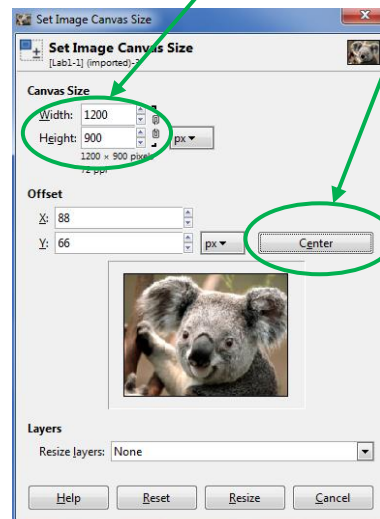 Set Image Canvas Size
Set Image Canvas Size
[Lab1-1] (imported)-
Canvas Size
Width: 1200
Height: 900 px
1200 × 900 pixels
72 ppi
Offset
X: 88
Y: 66 px Center
Layers
Resize layers: None
Help Reset Resize Cancel